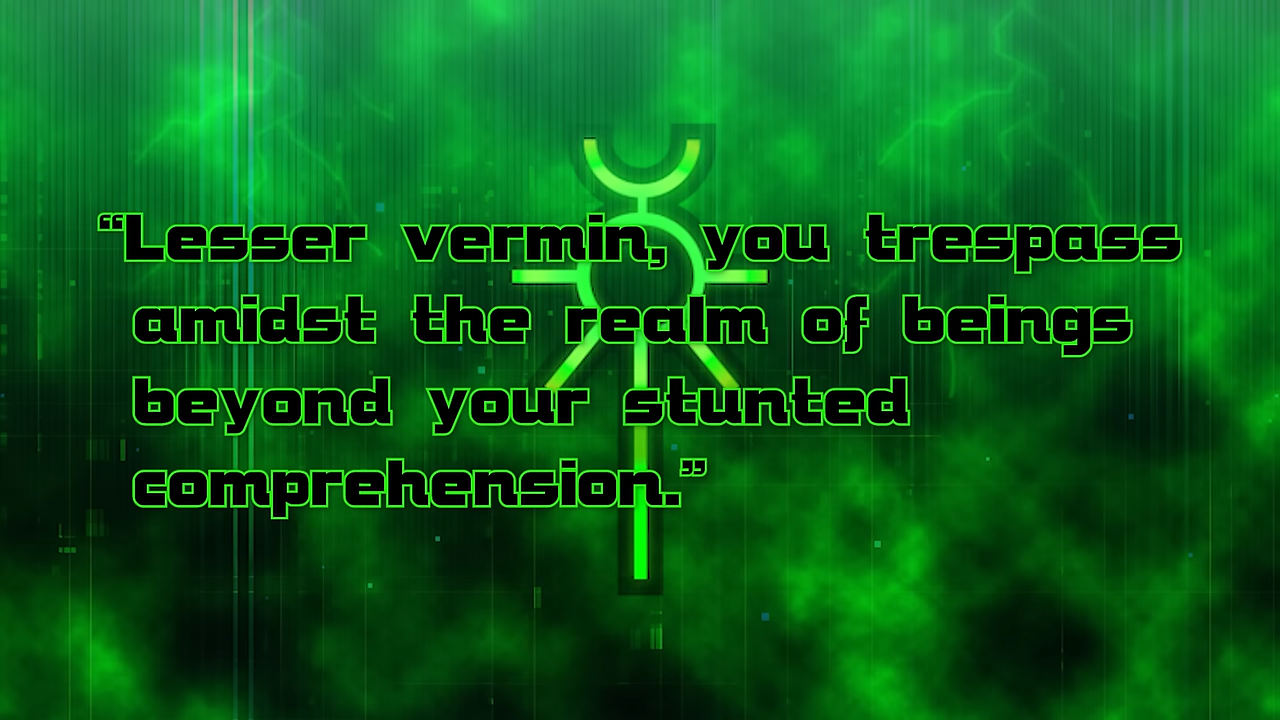 “Lesser vermin, you trespass
amidst the realm of beings
beyond your stunted
comprehension.”